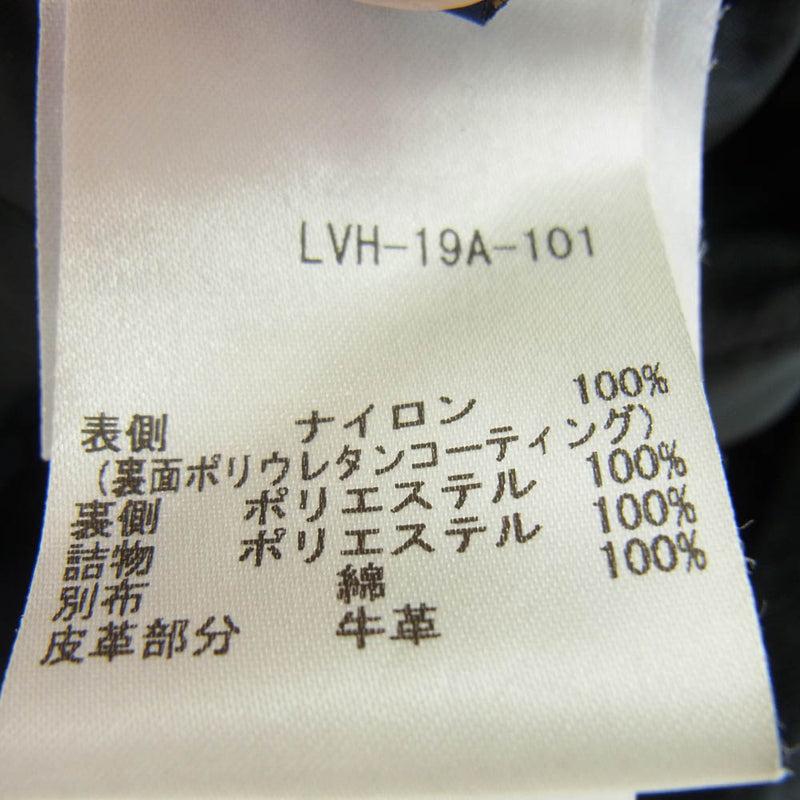 LVH-19A-101
表側 ナイロン 100%
(裏面ポリウレタンコーティング)
裏側 ポリエステル 100%
詰物 ポリエステル 100%
別布 綿 100%
皮革部分 牛革